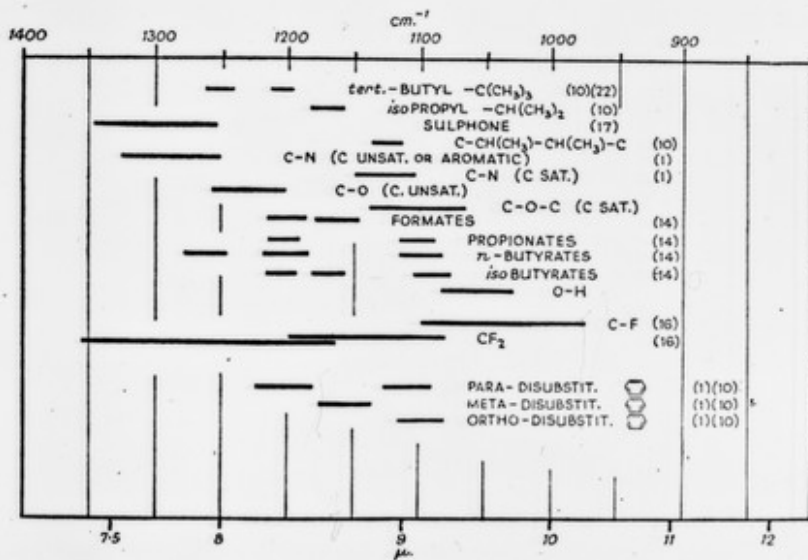 cm.⁻¹
1400 1300 1200 1100 1000 900
tert.-BUTYL -C(CH₃)₃ (10)(22)
isoPROPYL -CH(CH₃)₂ (10)
SULPHONE (17)
C-CH(CH₃)-CH(CH₃)-C (10)
C-N (C UNSAT. OR AROMATIC) (1)
C-N (C SAT.) (1)
C-O (C. UNSAT.)
C-O-C (C SAT.)
FORMATES (14)
PROPIONATES (14)
n-BUTYRATES (14)
isoBUTYRATES (14)
O-H
C-F (16)
CF₂ (16)
PARA-DISUBSTIT. (1)(10)
META-DISUBSTIT. (1)(10)
ORTHO-DISUBSTIT. (1)(10)
7·5 8 9 10 11 12
μ.